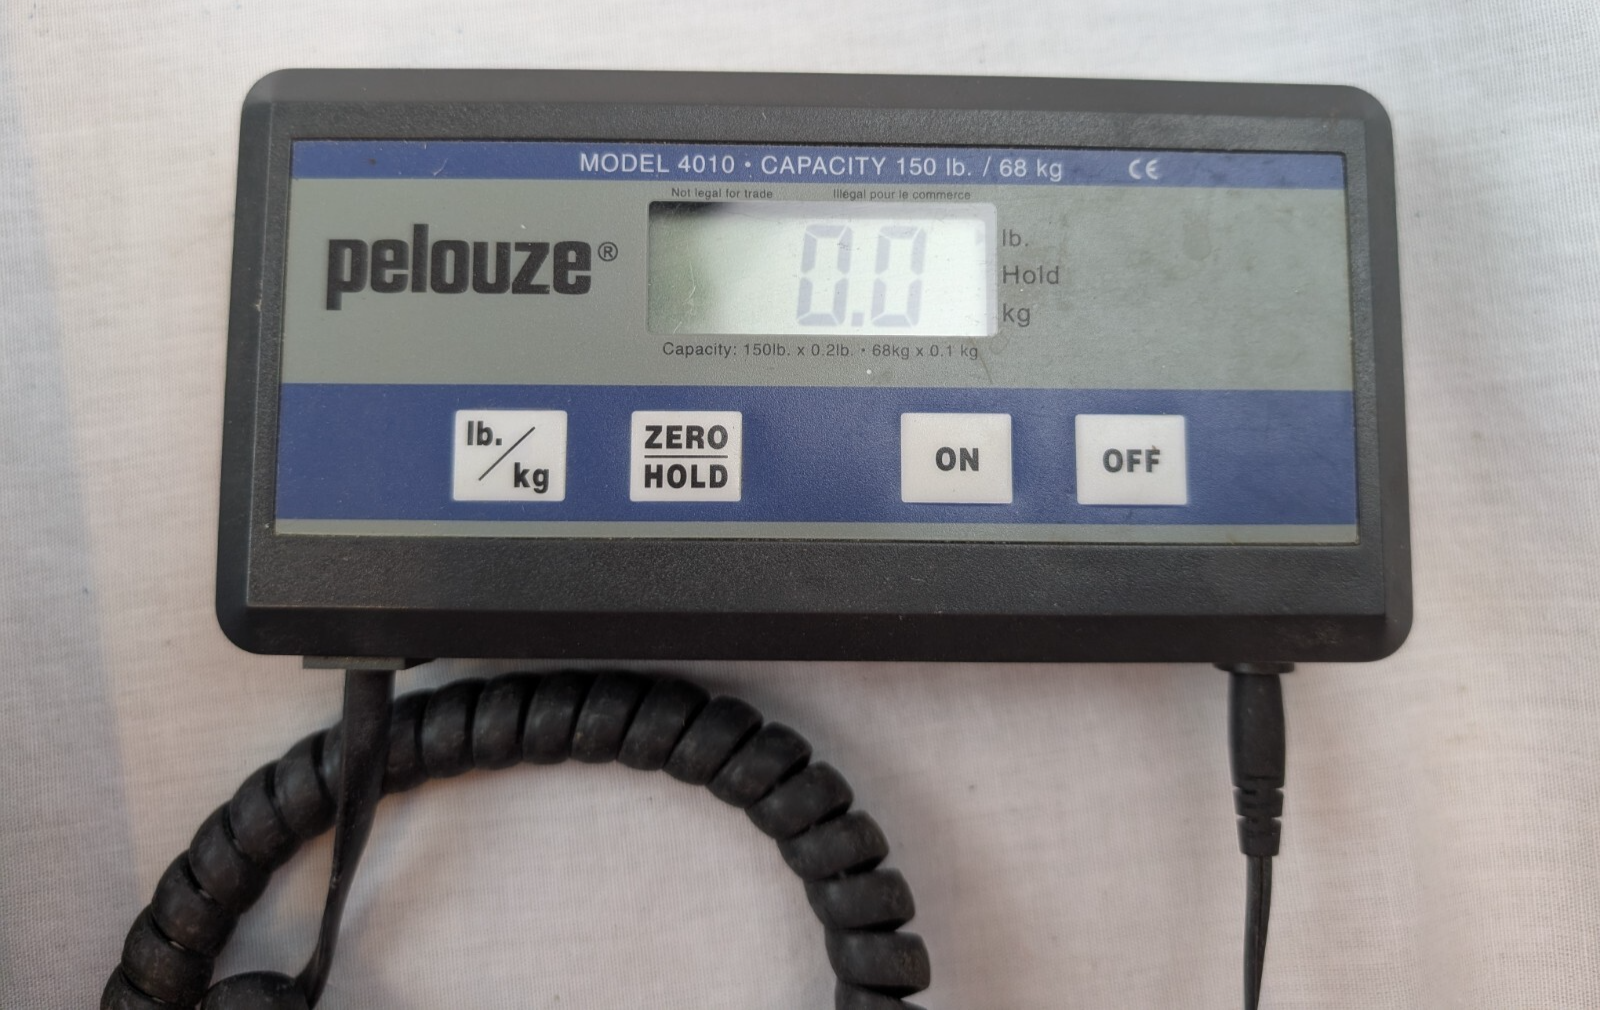 MODEL 4010 • CAPACITY 150 lb. / 68 kg CE
Not legal for trade Illégal pour le commerce
pelouze®
0.0
lb.
Hold
kg
Capacity: 150lb. x 0.2lb. • 68kg x 0.1 kg
lb./kg
ZERO
HOLD
ON
OFF